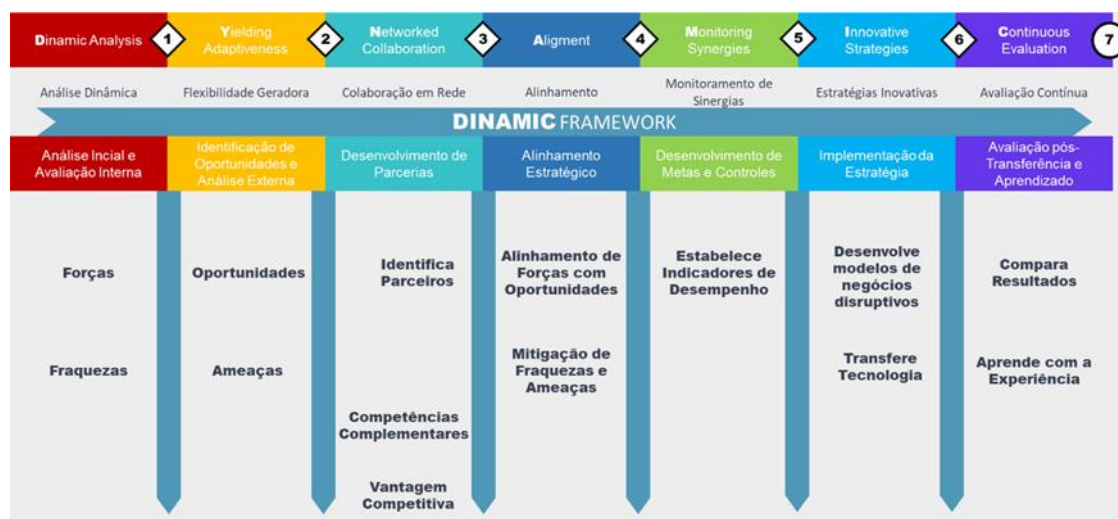 Dinamic Analysis
1
Yielding
Adaptiveness
2
Networked
Collaboration
3
Aligment
4
Monitoring
Synergies
5
Innovative
Strategies
6
Continuous
Evaluation
7
Análise Dinâmica
Flexibilidade Geradora
Colaboração em Rede
Alinhamento
Monitoramento de
Sinergias
Estratégias Inovativas
Avaliação Contínua
DINAMIC FRAMEWORK
Análise Incial e
Avaliação Interna
Identificação de
Oportunidades e
Análise Externa
Desenvolvimento de
Parcerias
Alinhamento
Estratégico
Desenvolvimento de
Metas e Controles
Implementação da
Estratégia
Avaliação pós-
Transferência e
Aprendizado
Forças
Fraquezas
Oportunidades
Ameaças
Identifica
Parceiros
Competências
Complementares
Vantagem
Competitiva
Alinhamento de
Forças com
Oportunidades
Mitigação de
Fraquezas e
Ameaças
Estabelece
Indicadores de
Desempenho
Desenvolve
modelos de
negócios
disruptivos
Transfere
Tecnologia
Compara
Resultados
Aprende com a
Experiência